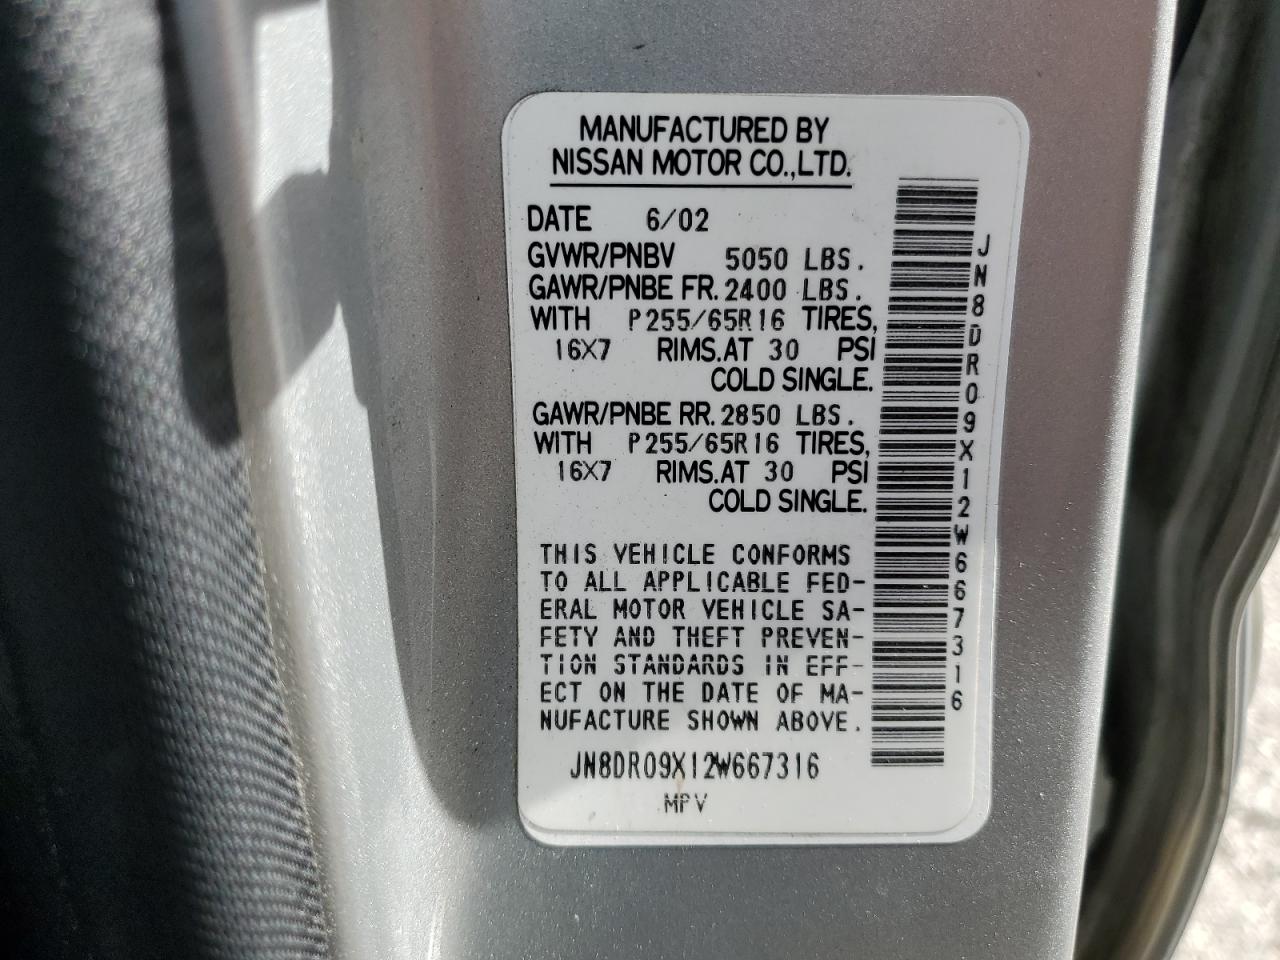 MANUFACTURED BY
NISSAN MOTOR CO.,LTD.
DATE 6/02
GVWR/PNBV 5050 LBS.
GAWR/PNBE FR. 2400 LBS.
WITH P255/65R16 TIRES,
16X7 RIMS.AT 30 PSI
COLD SINGLE.
GAWR/PNBE RR. 2850 LBS.
WITH P255/65R16 TIRES,
16X7 RIMS.AT 30 PSI
COLD SINGLE.
THIS VEHICLE CONFORMS
TO ALL APPLICABLE FED-
ERAL MOTOR VEHICLE SA-
FETY AND THEFT PREVEN-
TION STANDARDS IN EFF-
ECT ON THE DATE OF MA-
NUFACTURE SHOWN ABOVE.
JN8DR09X12W667316
MPV
JN8DR09X12W667316